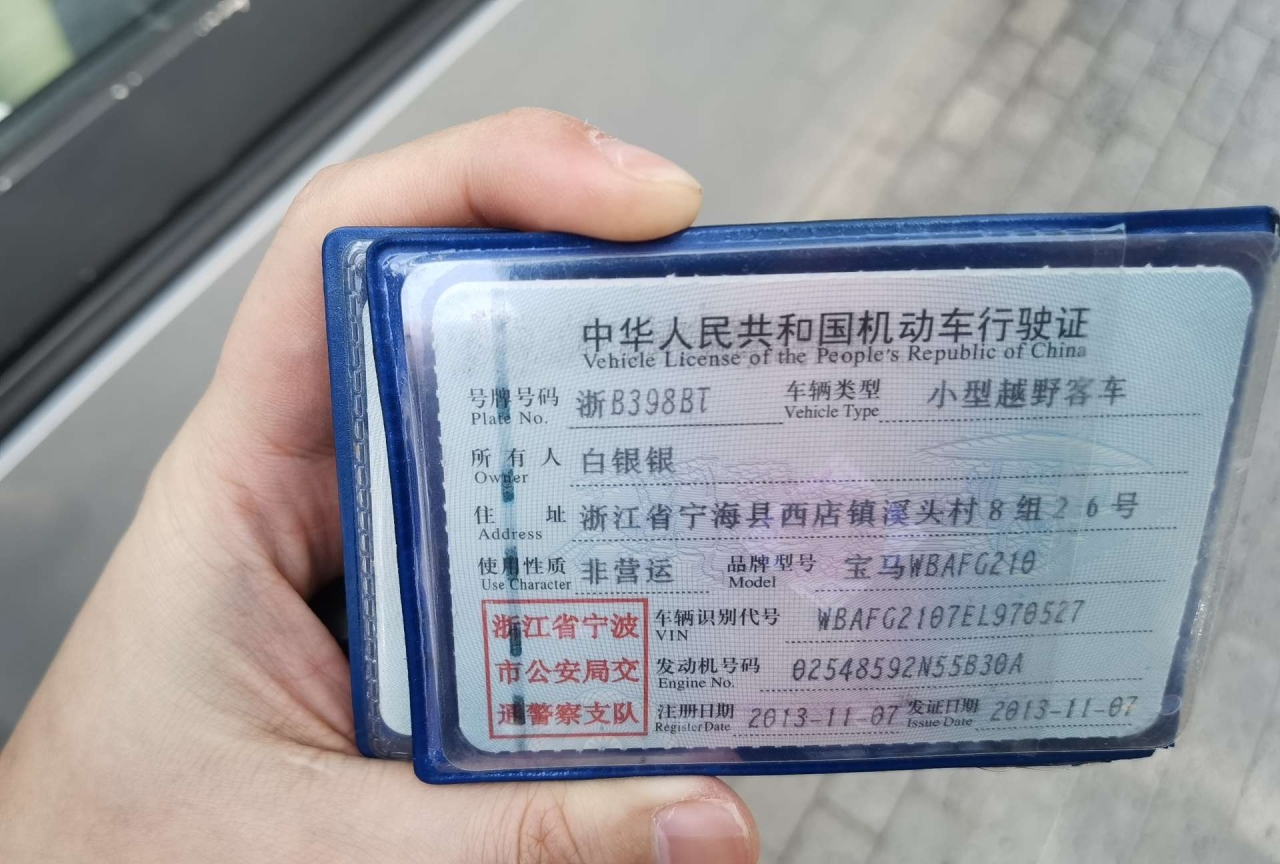 中华人民共和国机动车行驶证
Vehicle License of the People's Republic of China
号牌号码 浙B398BT 车辆类型 小型越野客车
Plate No. Vehicle Type
所有人 白银银
Owner
住址 浙江省宁海县西店镇溪头村8组26号
Address
使用性质 非营运 品牌型号 宝马WBAFG210
Use Character Model
浙江省宁波
市公安局交
通警察支队
车辆识别代号 WBAFG2107EL970527
VIN
发动机号码 02548592N55B30A
Engine No.
注册日期 2013-11-07 发证日期 2013-11-07
Register Date Issue Date